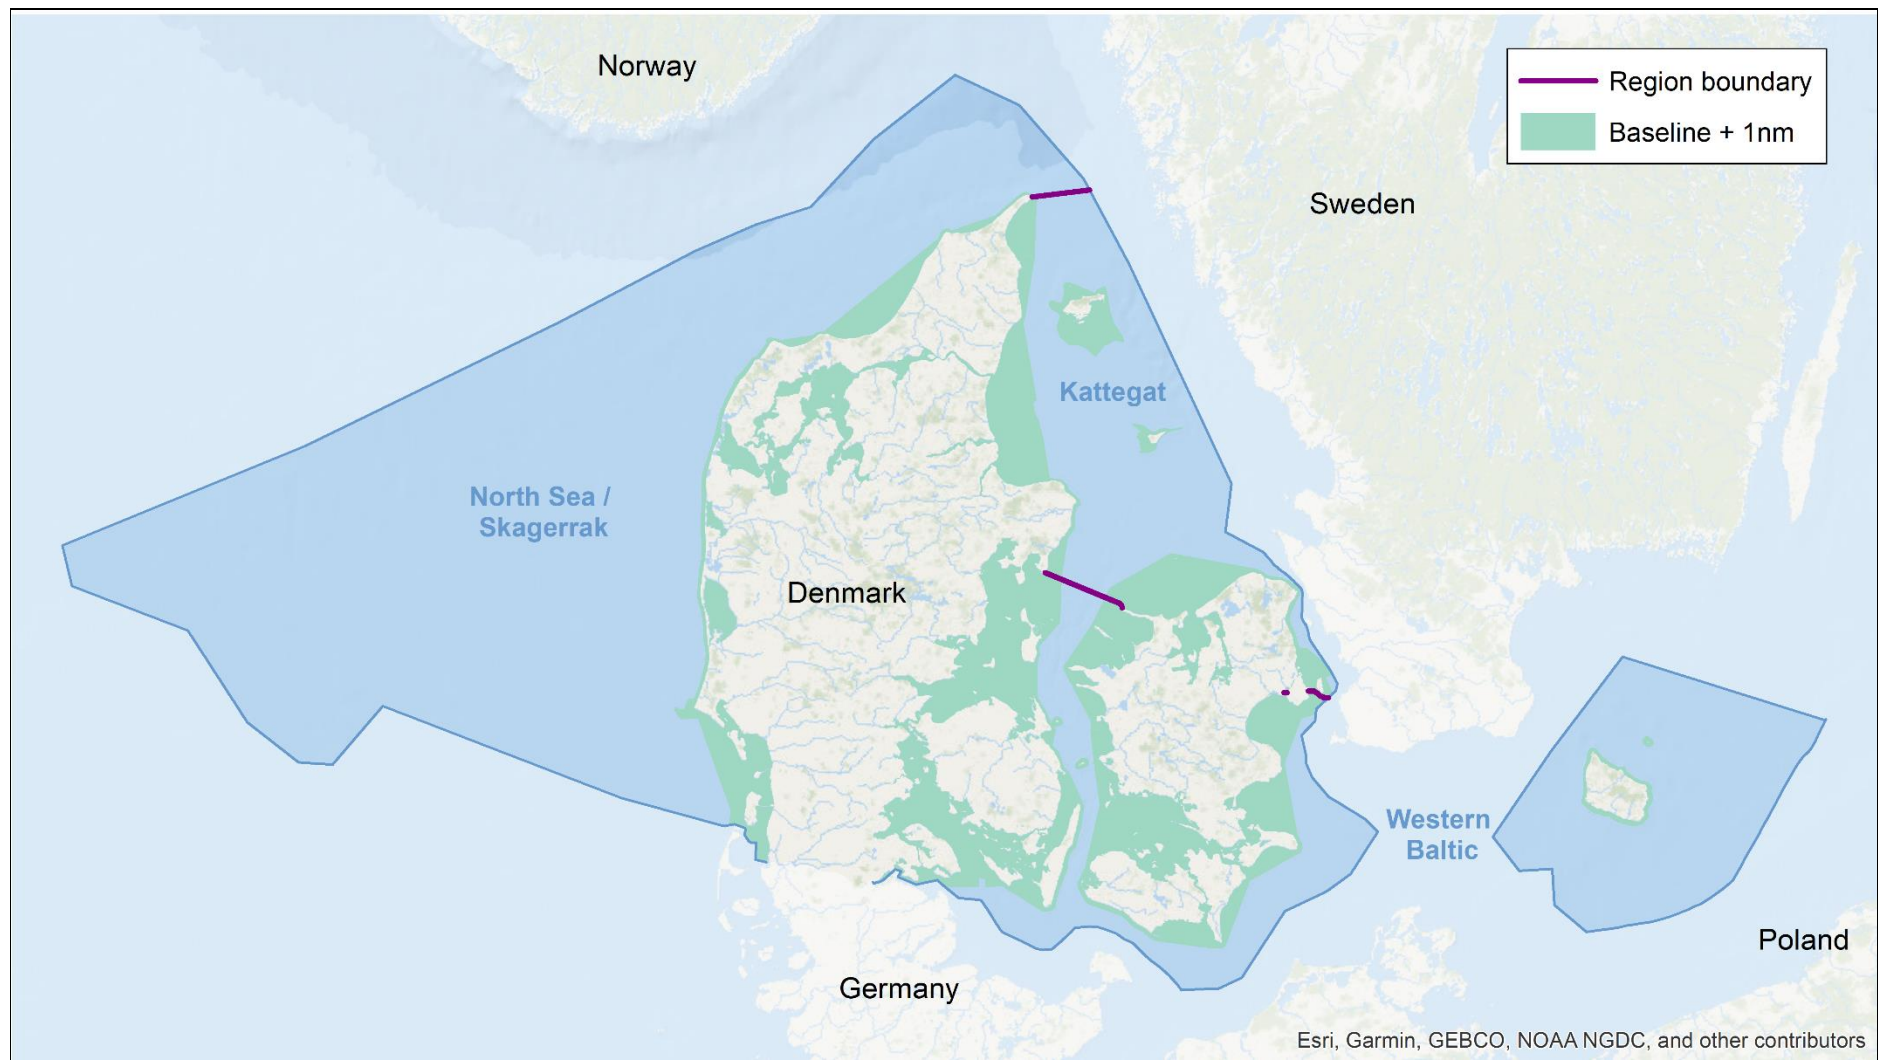 Norway
Region boundary
Baseline + 1nm
Sweden
Kattegat
North Sea /
Skagerrak
Denmark
Western
Baltic
Poland
Germany
Esri, Garmin, GEBCO, NOAA NGDC, and other contributors